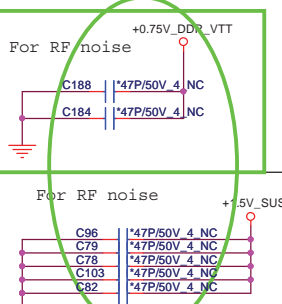 +0.75V_DDR_VTT
For RF noise
C188 *47P/50V_4_NC
C184 *47P/50V_4_NC
For RF noise
+1.5V_SUS
C96 *47P/50V_4_NC
C79 *47P/50V_4_NC
C78 *47P/50V_4_NC
C103 *47P/50V_4_NC
C82 *47P/50V_4_NC